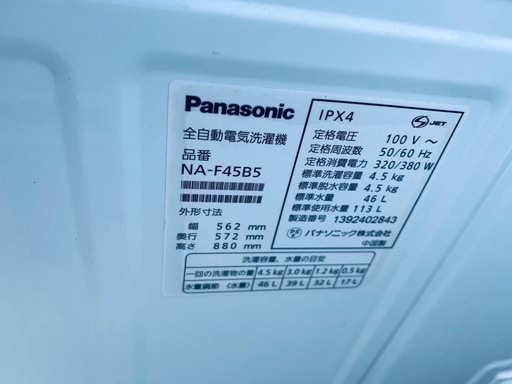 Panasonic
全自動電気洗濯機
品番
NA-F45B5
外形寸法
幅 562 mm
奥行 572 mm
高さ 880 mm
IPX4
S JET
定格電圧 100 V ～
定格周波数 50/60 Hz
定格消費電力 320/380 W
標準洗濯容量 4.5 kg
標準脱水容量 4.5 kg
標準水量 46 L
標準使用水量 113 L
製造番号 1392402843
PS E パナソニック株式会社
中国製
洗濯容量、水量の目安
一回の洗濯物の量 4.5 kg 3.0 kg 1.2 kg 0.5 kg
水量調節（水量） 46 L 39 L 32 L 17 L